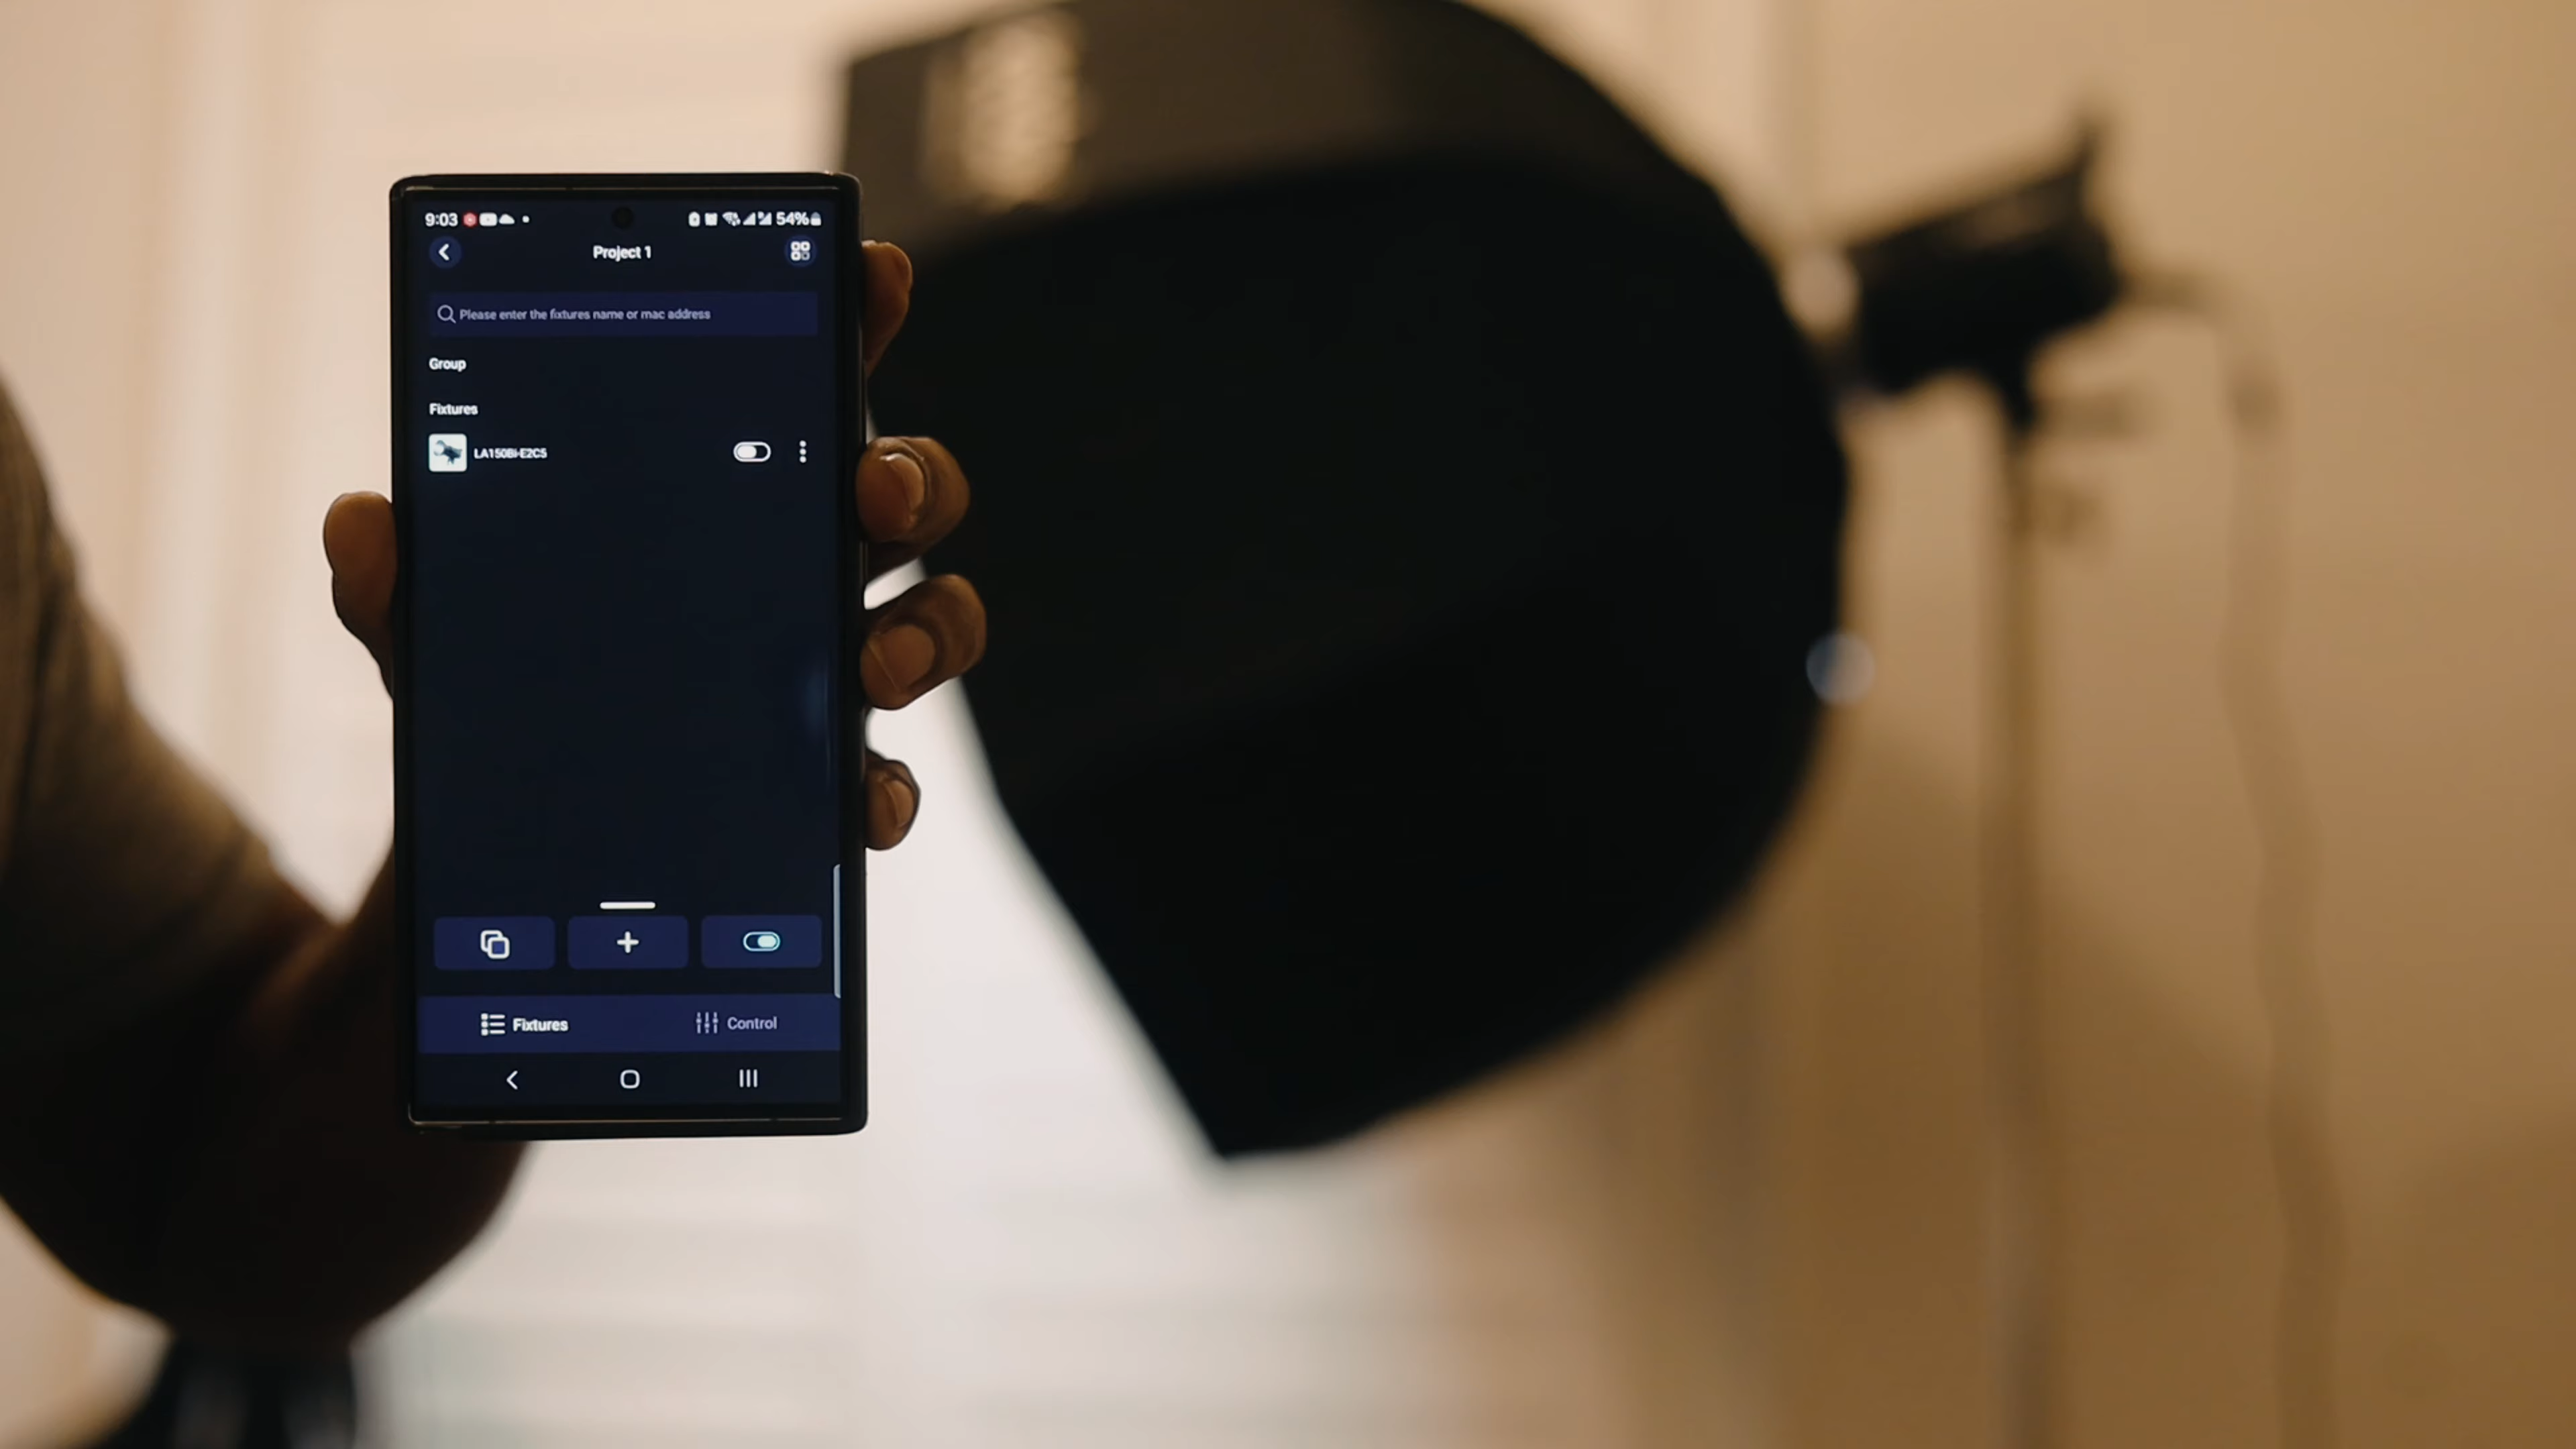 9:03 54%
Project 1
Please enter the fixtures name or mac address
Group
Fixtures
LA150Bi-E2C5
Fixtures Control